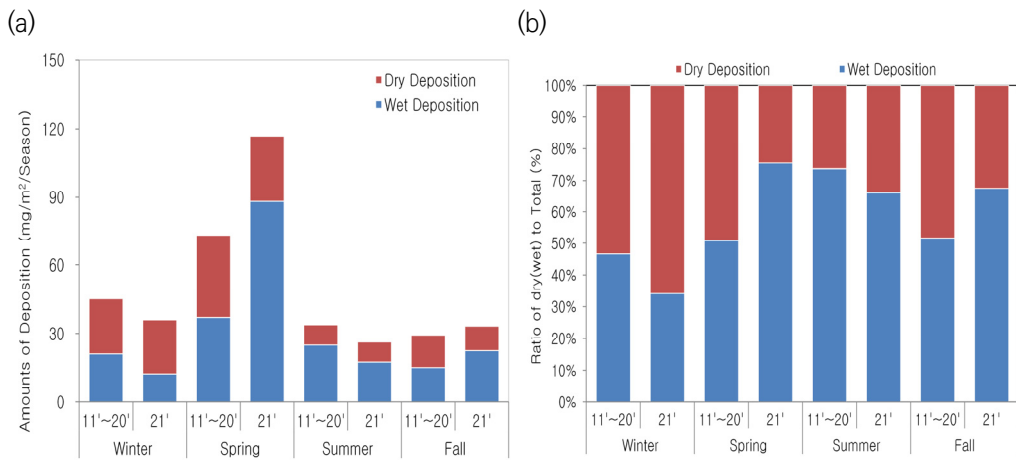 (a)
Amounts of Deposition (mg/m²/Season)
150
120
90
60
30
0
Dry Deposition
Wet Deposition
11'~20' 21' 11'~20' 21' 11'~20' 21' 11'~20' 21'
Winter Spring Summer Fall
(b)
Dry Deposition Wet Deposition
Ratio of dry(wet) to Total (%)
100%
90%
80%
70%
60%
50%
40%
30%
20%
10%
0%
11'~20' 21' 11'~20' 21' 11'~20' 21' 11'~20' 21'
Winter Spring Summer Fall